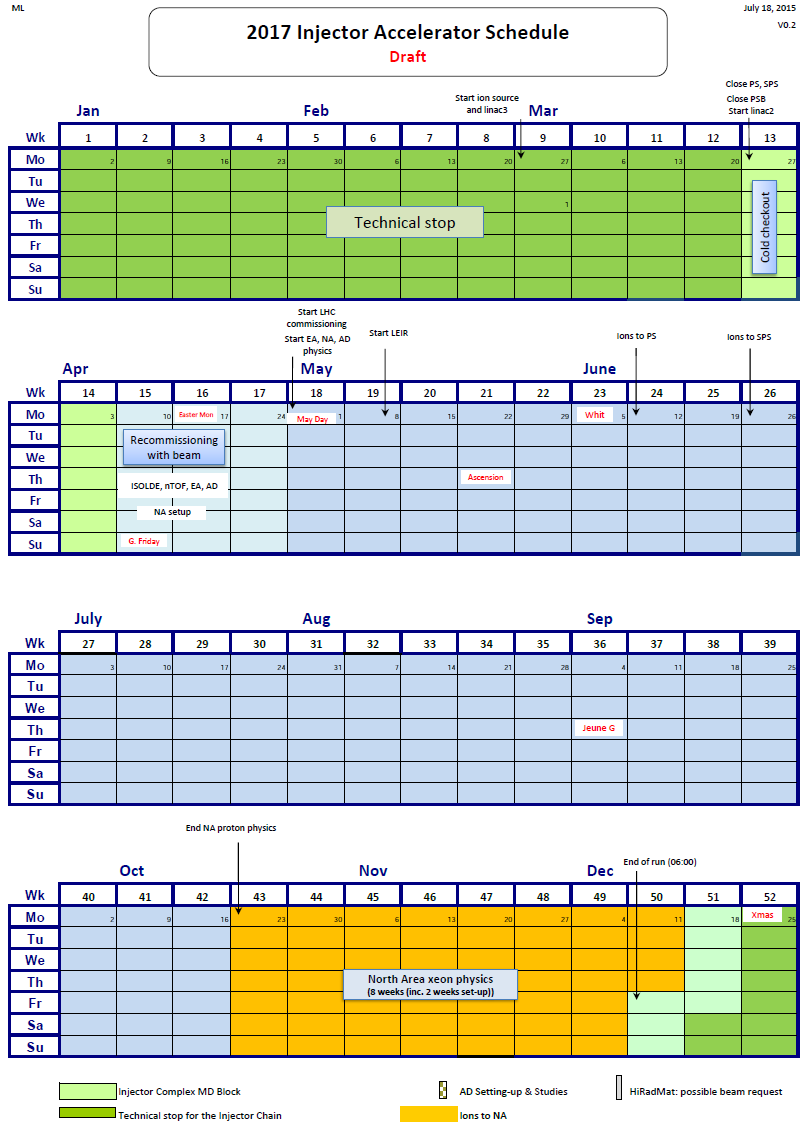 ML
July 18, 2015
V0.2
2017 Injector Accelerator Schedule
Draft
Start ion source
and linac3
Close PS, SPS
Close PSB
Start linac2
Jan Feb Mar
Wk 1 2 3 4 5 6 7 8 9 10 11 12 13
Mo 2 9 16 23 30 6 13 20 27 6 13 20 27
Tu
We 1
Technical stop
Cold checkout
Th
Fr
Sa
Su
Start LHC
commissioning
Start EA, NA, AD
physics
Start LEIR
Ions to PS
Ions to SPS
Apr May June
Wk 14 15 16 17 18 19 20 21 22 23 24 25 26
Mo 3 10 Easter Mon 17 24 May Day 1 8 15 22 29 Whit 5 12 19 26
Tu
Recommissioning
with beam
We
Th Ascension
ISOLDE, nTOF, EA, AD
Fr
NA setup
Sa
Su G. Friday
July Aug Sep
Wk 27 28 29 30 31 32 33 34 35 36 37 38 39
Mo 3 10 17 24 31 7 14 21 28 4 11 18 25
Tu
We
Th Jeune G
Fr
Sa
Su
End NA proton physics
End of run (06:00)
Oct Nov Dec
Wk 40 41 42 43 44 45 46 47 48 49 50 51 52
Mo 2 9 16 23 30 6 13 20 27 4 11 18 Xmas 25
Tu
We
Th
North Area xeon physics
(8 weeks (inc. 2 weeks set-up))
Fr
Sa
Su
Injector Complex MD Block
AD Setting-up & Studies
HiRadMat: possible beam request
Technical stop for the Injector Chain
Ions to NA